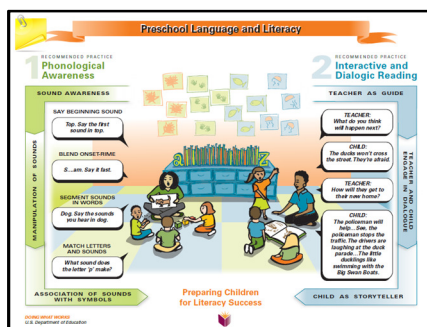 Preschool Language and Literacy
1 RECOMMENDED PRACTICE
Phonological
Awareness
SOUND AWARENESS
SAY BEGINNING SOUND
Top. Say the first
sound in top.
BLEND ONSET-RIME
S...am. Say it fast.
SEGMENT SOUNDS
IN WORDS
Dog. Say the sounds
you hear in dog.
MATCH LETTERS
AND SOUNDS
What sound does
the letter 'p' make?
MANIPULATION OF SOUNDS
ASSOCIATION OF SOUNDS
WITH SYMBOLS
2 RECOMMENDED PRACTICE
Interactive and
Dialogic Reading
TEACHER AS GUIDE
TEACHER:
What do you think
will happen next?
CHILD:
The ducks won't cross
the street. They're afraid.
TEACHER:
How will they get to
their new home?
CHILD:
The policeman will
help... See, the
policeman stops the
traffic. The drivers are
laughing at the duck
parade...The little
ducklings like
swimming with the
Big Swan Boats.
TEACHER AND CHILD
ENGAGE IN DIALOGUE
CHILD AS STORYTELLER
a z
Preparing Children
for Literacy Success
DOING WHAT WORKS
U.S. Department of Education